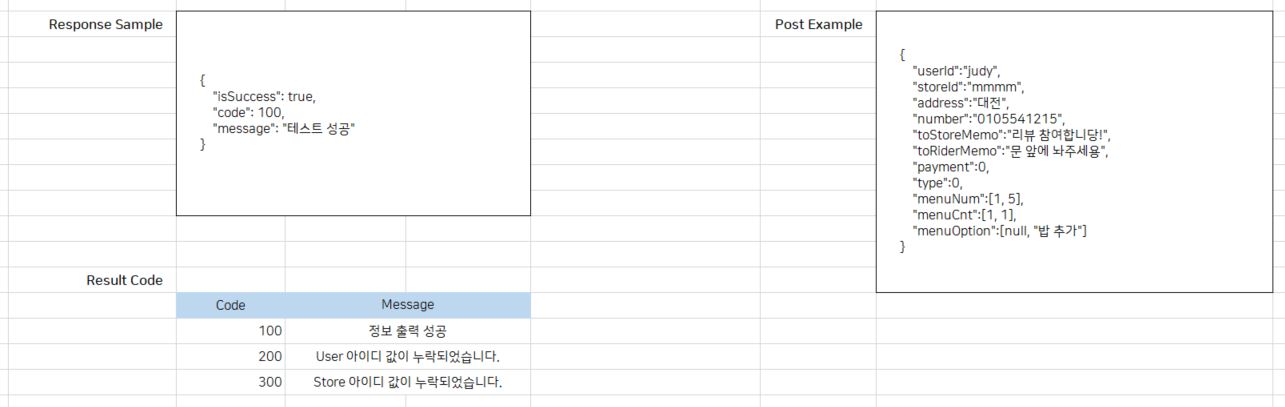 Response Sample
{
"isSuccess": true,
"code": 100,
"message": "테스트 성공"
}
Post Example
{
"userId":"judy",
"storeId":"mmmm",
"address":"대전",
"number":"0105541215",
"toStoreMemo":"리뷰 참여합니당!",
"toRiderMemo":"문 앞에 놔주세용",
"payment":0,
"type":0,
"menuNum":[1, 5],
"menuCnt":[1, 1],
"menuOption":[null, "밥 추가"]
}
Result Code
Code Message
100 정보 출력 성공
200 User 아이디 값이 누락되었습니다.
300 Store 아이디 값이 누락되었습니다.